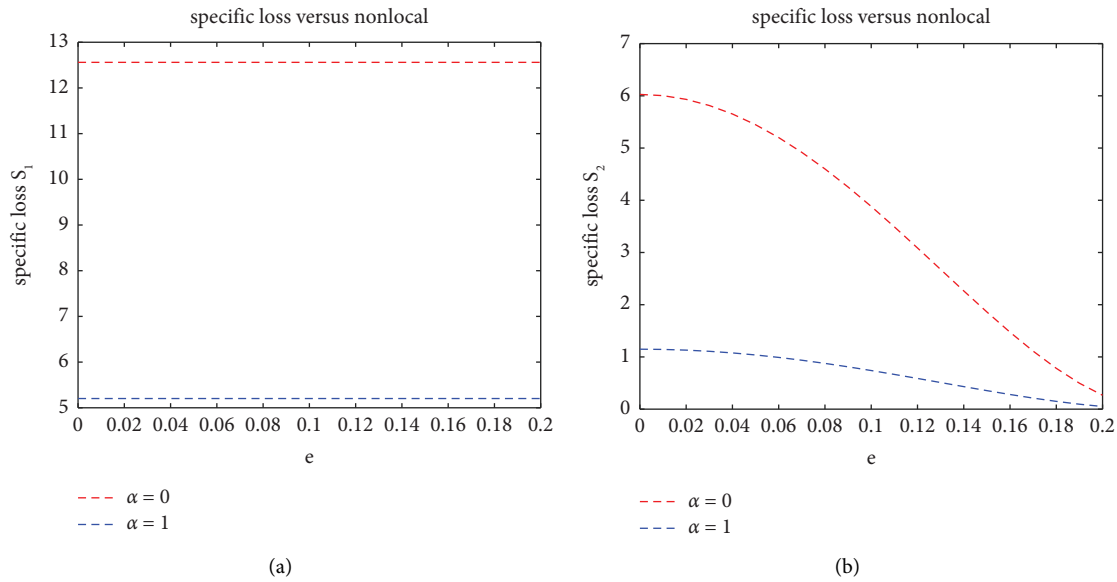 specific loss versus nonlocal
13
12
11
10
9
8
7
6
5
specific loss S1
0 0.02 0.04 0.06 0.08 0.1 0.12 0.14 0.16 0.18 0.2
e
α = 0
α = 1
(a)
specific loss versus nonlocal
7
6
5
4
3
2
1
0
specific loss S2
0 0.02 0.04 0.06 0.08 0.1 0.12 0.14 0.16 0.18 0.2
e
α = 0
α = 1
(b)